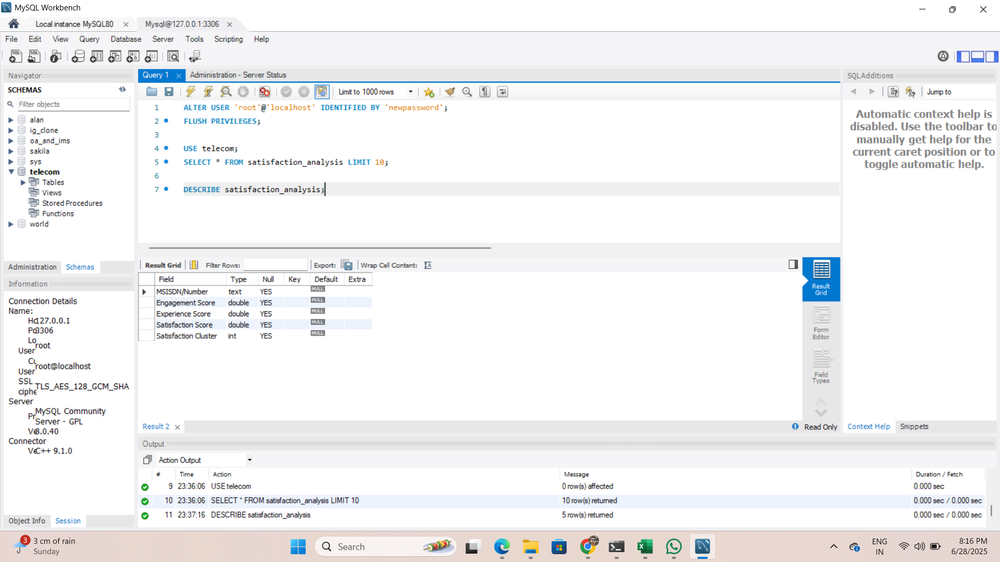 MySQL Workbench
Local instance MySQL80
Mysql@127.0.0.1:3306
File Edit View Query Database Server Tools Scripting Help
Navigator
SCHEMAS
Filter objects
alan
ig_clone
oa_and_ims
sakila
sys
telecom
Tables
Views
Stored Procedures
Functions
world
Administration Schemas
Information
Connection Details
Name:
127.0.0.1
3306
root
User
root@localhost
User
SSL
TLS_AES_128_GCM_SHA
Server
MySQL Community
Server - GPL
8.0.40
Connector
C++ 9.1.0
Object Info Session
Query 1 Administration - Server Status
Limit to 1000 rows
1 ALTER USER 'root'@'localhost' IDENTIFIED BY 'newpassword';
2 FLUSH PRIVILEGES;
3
4 USE telecom;
5 SELECT * FROM satisfaction_analysis LIMIT 10;
6
7 DESCRIBE satisfaction_analysis;
Result Grid Filter Rows: Export: Wrap Cell Content:
Field Type Null Key Default Extra
MSISDN/Number text YES NULL
Engagement Score double YES NULL
Experience Score double YES NULL
Satisfaction Score double YES NULL
Satisfaction Cluster int YES NULL
Result
Grid
Form
Editor
Field
Types
Result 2
Read Only
Output
Action Output
# Time Action Message Duration / Fetch
9 23:36:06 USE telecom 0 row(s) affected 0.000 sec
10 23:36:06 SELECT * FROM satisfaction_analysis LIMIT 10 10 row(s) returned 0.000 sec / 0.000 sec
11 23:37:16 DESCRIBE satisfaction_analysis 5 row(s) returned 0.000 sec / 0.000 sec
SQLAdditions
Jump to
Automatic context help is
disabled. Use the toolbar to
manually get help for the
current caret position or to
toggle automatic help.
Context Help Snippets
3
3 cm of rain
Sunday
Search
ENG
IN
8:16 PM
6/28/2025